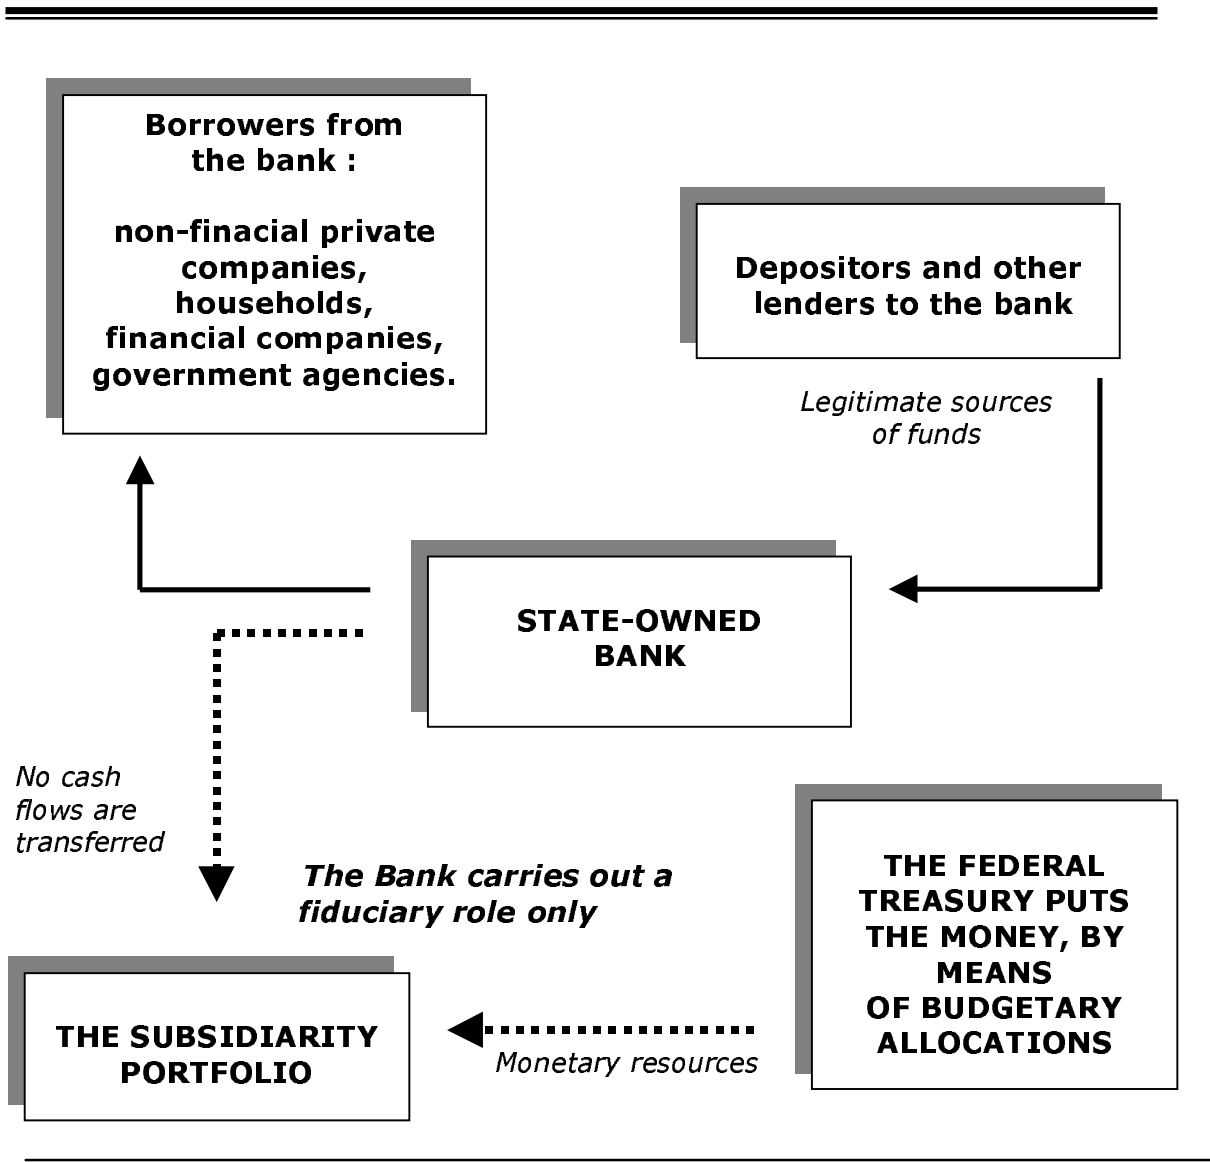 Borrowers from
the bank :
non-finacial private
companies,
households,
financial companies,
government agencies.
Depositors and other
lenders to the bank
Legitimate sources
of funds
STATE-OWNED
BANK
No cash
flows are
transferred
The Bank carries out a
fiduciary role only
THE FEDERAL
TREASURY PUTS
THE MONEY, BY
MEANS
OF BUDGETARY
ALLOCATIONS
THE SUBSIDIARITY
PORTFOLIO
Monetary resources